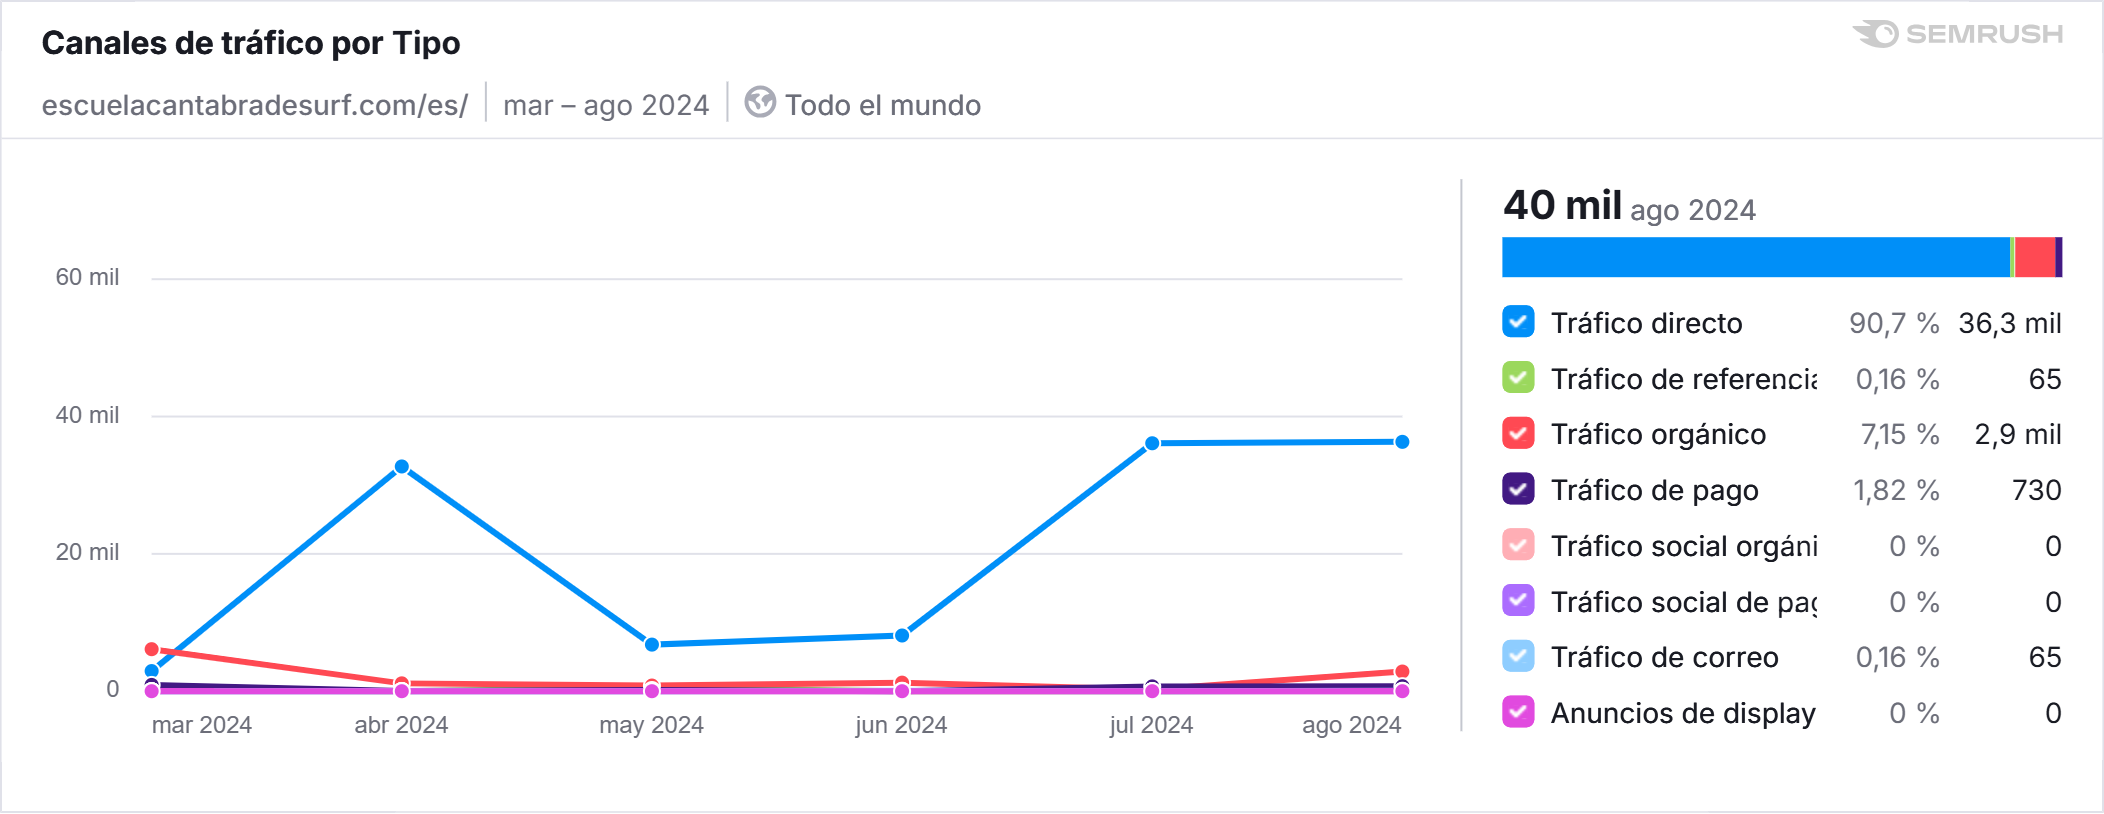 Canales de tráfico por Tipo
SEMRUSH
escuelacantabradesurf.com/es/ mar – ago 2024 Todo el mundo
60 mil
40 mil
20 mil
0
mar 2024 abr 2024 may 2024 jun 2024 jul 2024 ago 2024
40 mil ago 2024
Tráfico directo 90,7 % 36,3 mil
Tráfico de referencia 0,16 % 65
Tráfico orgánico 7,15 % 2,9 mil
Tráfico de pago 1,82 % 730
Tráfico social orgáni 0 % 0
Tráfico social de pag 0 % 0
Tráfico de correo 0,16 % 65
Anuncios de display 0 % 0